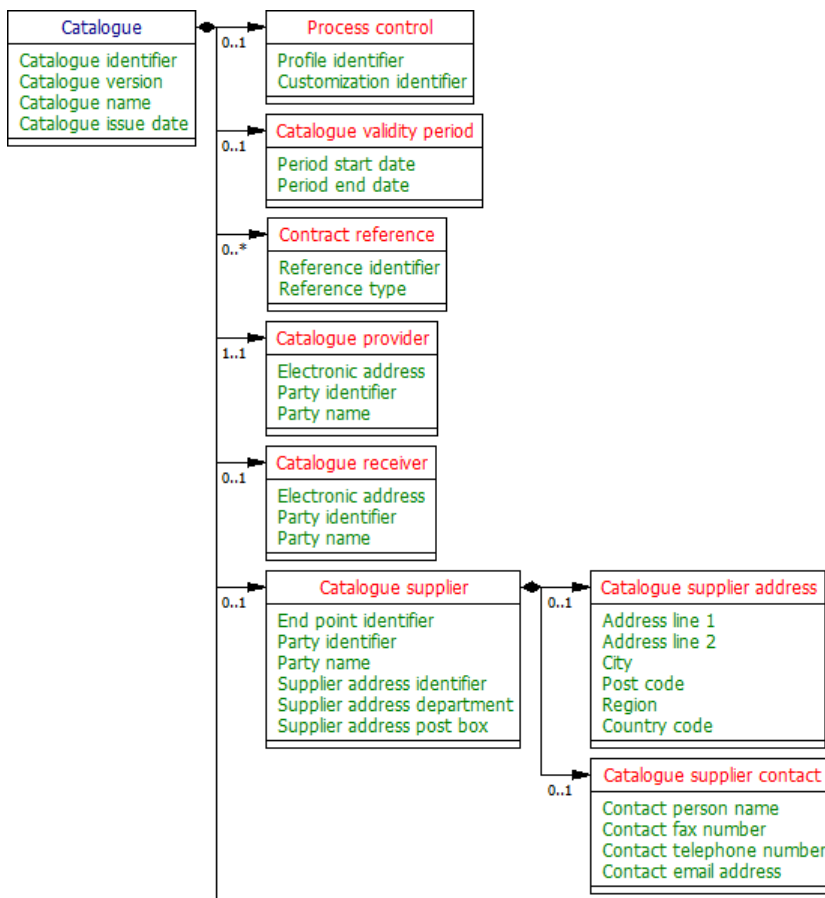 Catalogue
Catalogue identifier
Catalogue version
Catalogue name
Catalogue issue date
0..1
Process control
Profile identifier
Customization identifier
0..1
Catalogue validity period
Period start date
Period end date
0..*
Contract reference
Reference identifier
Reference type
1..1
Catalogue provider
Electronic address
Party identifier
Party name
0..1
Catalogue receiver
Electronic address
Party identifier
Party name
0..1
Catalogue supplier
End point identifier
Party identifier
Party name
Supplier address identifier
Supplier address department
Supplier address post box
0..1
Catalogue supplier address
Address line 1
Address line 2
City
Post code
Region
Country code
0..1
Catalogue supplier contact
Contact person name
Contact fax number
Contact telephone number
Contact email address